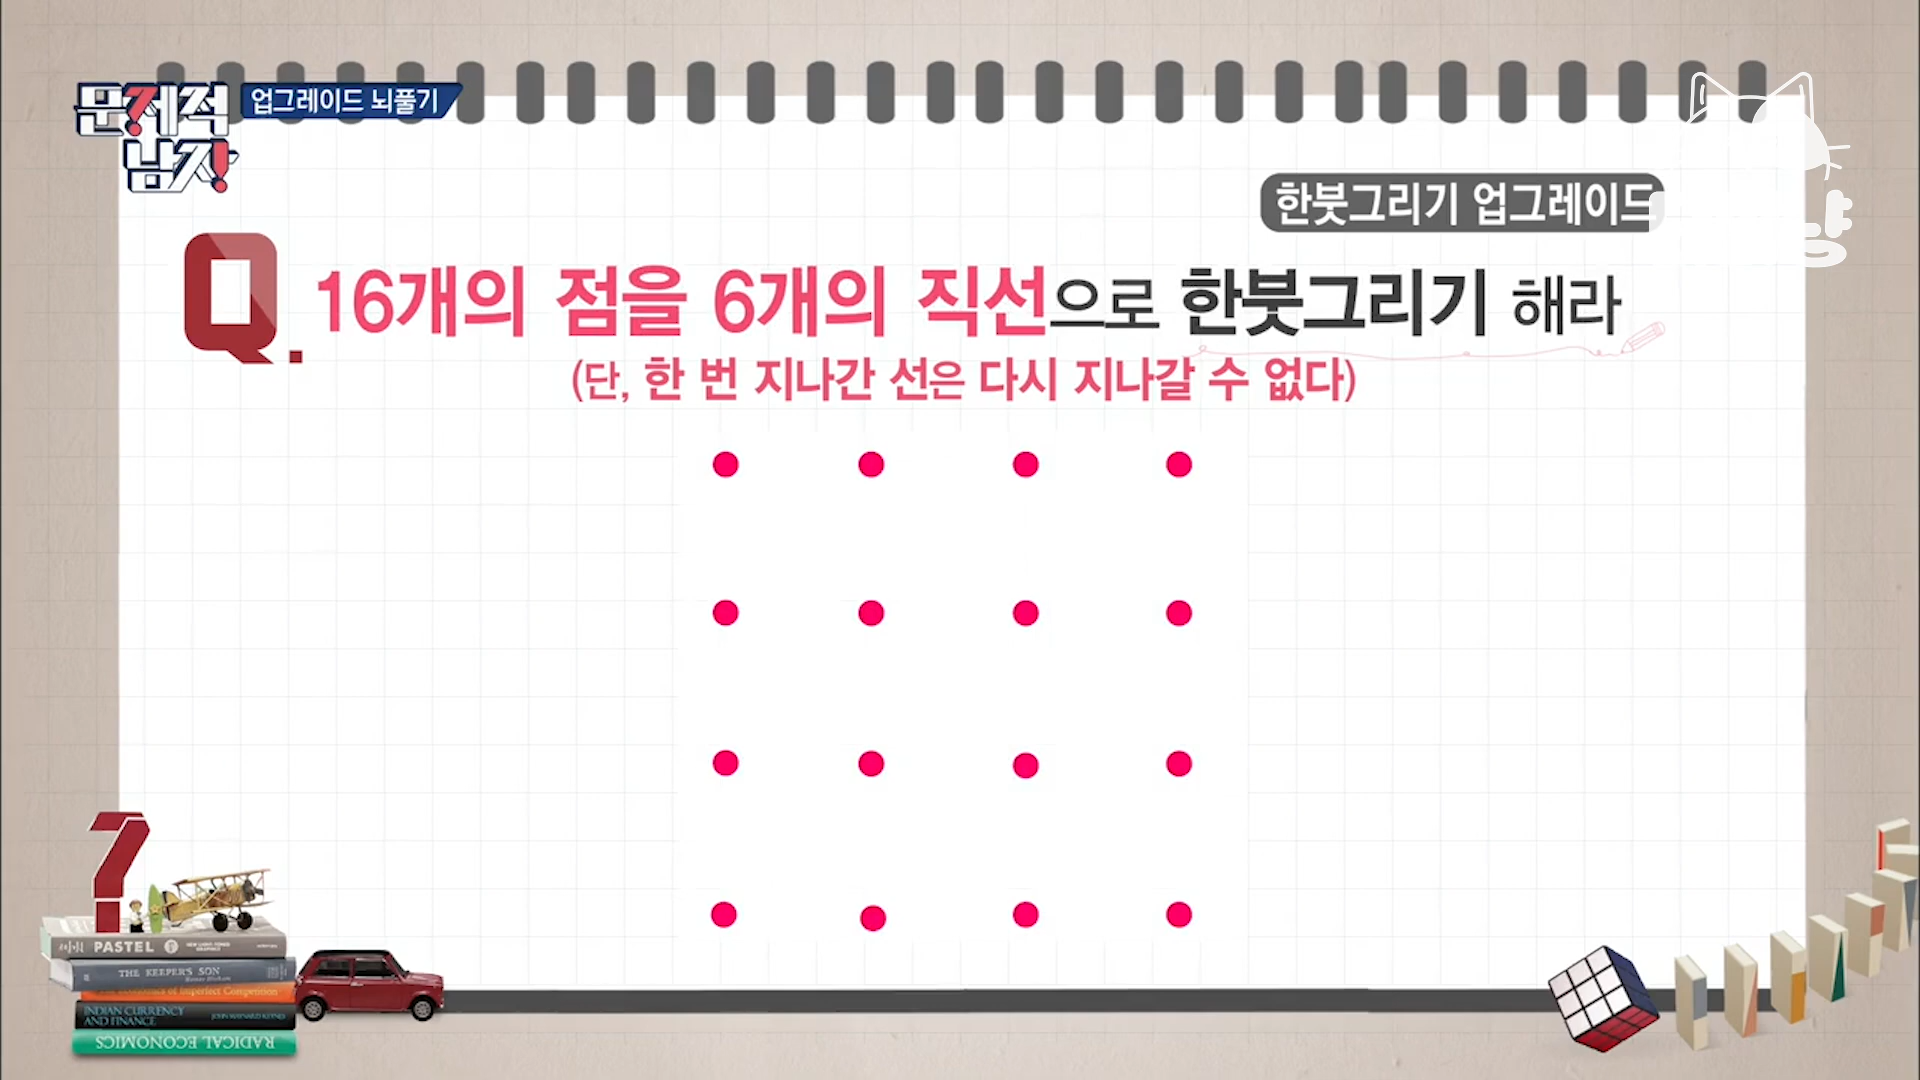 문제적
남자!
업그레이드 뇌풀기
한붓그리기 업그레이드
Q. 16개의 점을 6개의 직선으로 한붓그리기 해라
(단, 한 번 지나간 선은 다시 지나갈 수 없다)
?
PASTEL
THE KEEPER'S SON
of Imperfect Competition
INDIAN CURRENCY
AND FINANCE
RADICAL ECONOMICS